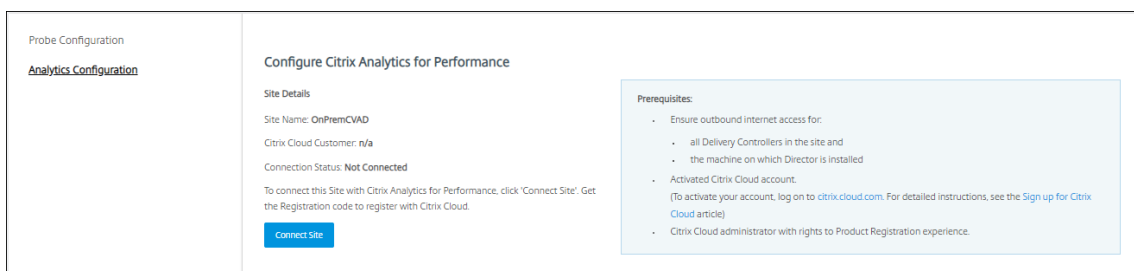 Probe Configuration
Analytics Configuration
Configure Citrix Analytics for Performance
Site Details
Site Name: OnPremCVAD
Citrix Cloud Customer: n/a
Connection Status: Not Connected
To connect this Site with Citrix Analytics for Performance, click 'Connect Site'. Get
the Registration code to register with Citrix Cloud.
Connect Site
Prerequisites:
• Ensure outbound internet access for:
• all Delivery Controllers in the site and
• the machine on which Director is installed
• Activated Citrix Cloud account.
(To activate your account, log on to citrix.cloud.com. For detailed instructions, see the Sign up for Citrix
Cloud article)
• Citrix Cloud administrator with rights to Product Registration experience.